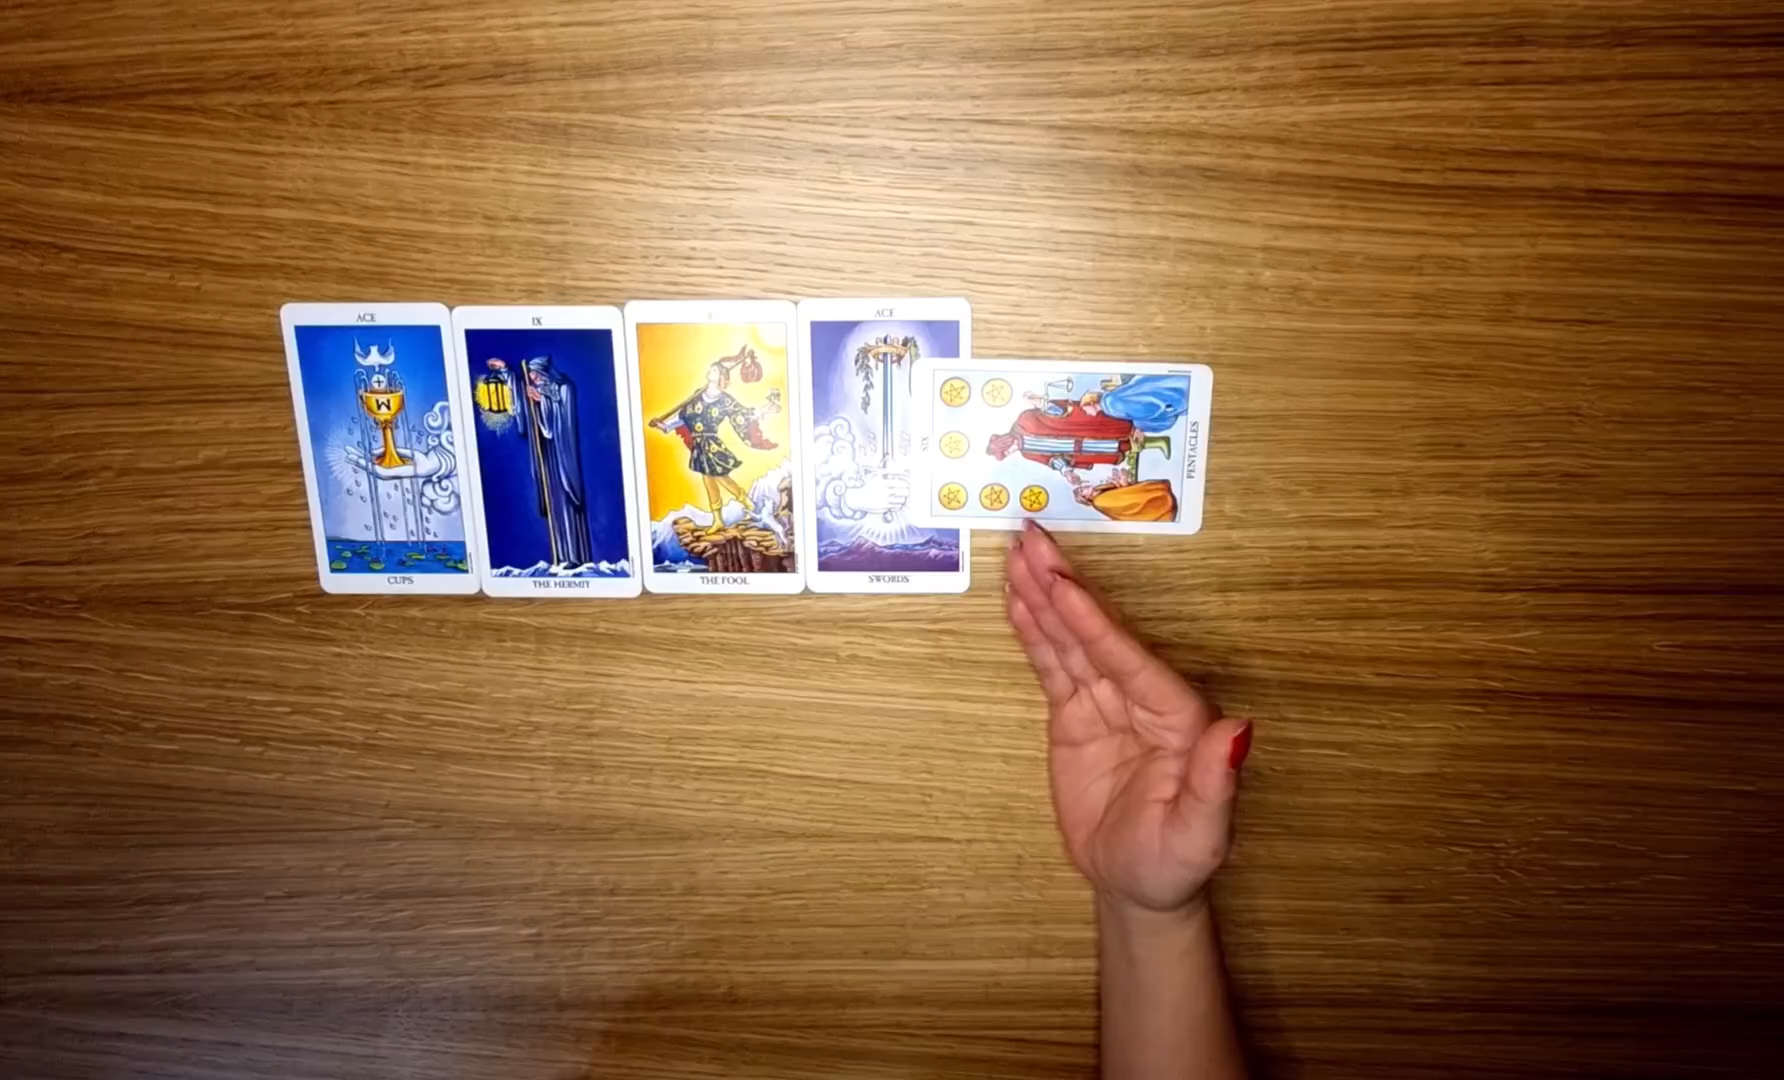 ACE
CUPS
IX
THE HERMIT
THE FOOL
ACE
SWORDS
SIX
PENTACLES